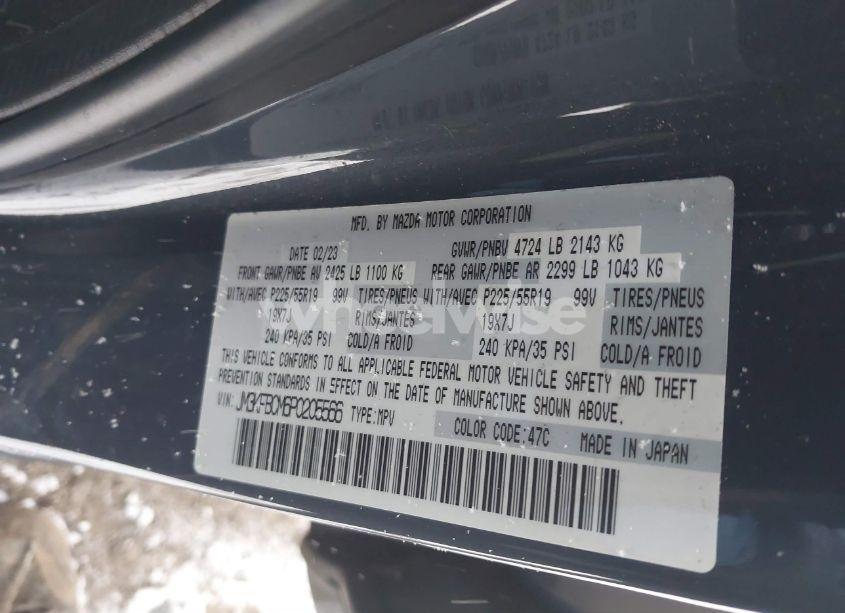 MFD. BY MAZDA MOTOR CORPORATION
DATE 02/23 GVWR/PNBV 4724 LB 2143 KG
FRONT GAWR/PNBE AV 2425 LB 1100 KG REAR GAWR/PNBE AR 2299 LB 1043 KG
WITH/AVEC P225/55R19 99V TIRES/PNEUS WITH/AVEC P225/55R19 99V TIRES/PNEUS
19X7J RIMS/JANTES 19X7J RIMS/JANTES
240 KPA/35 PSI COLD/A FROID 240 KPA/35 PSI COLD/A FROID
THIS VEHICLE CONFORMS TO ALL APPLICABLE FEDERAL MOTOR VEHICLE SAFETY AND THEFT
PREVENTION STANDARDS IN EFFECT ON THE DATE OF MANUFACTURE SHOWN ABOVE.
VIN: JM3KFBCM6P0205566 TYPE:MPV
COLOR CODE:47C MADE IN JAPAN
wheelwise